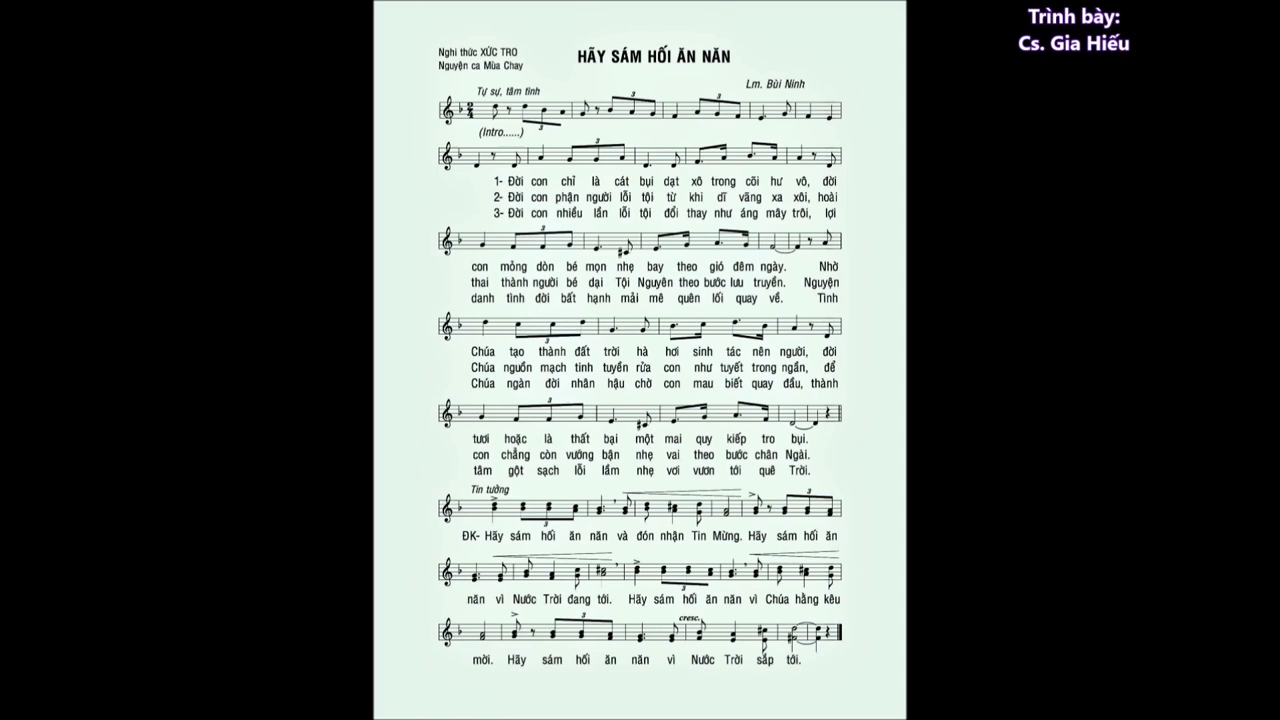 Trình bày:
Cs. Gia Hiếu
Nghi thức XỨC TRO
Nguyện ca Mùa Chay
HÃY SÁM HỐI ĂN NĂN
Lm. Bùi Ninh
Tự sự, tâm tình
(Intro......)
1- Đời con chỉ là cát bụi dạt xô trong cõi hư vô, đời
2- Đời con phận người lỗi tội từ khi dĩ vãng xa xôi, hoài
3- Đời con nhiều lần lỗi tội đổi thay như áng mây trôi, lợi
con mỏng dòn bé mọn nhẹ bay theo gió đêm ngày. Nhờ
thai thành người bé dại Tội Nguyên theo bước lưu truyền. Nguyện
danh tình đời bất hạnh mải mê quên lối quay về. Tình
Chúa tạo thành đất trời hà hơi sinh tác nên người, đời
Chúa nguồn mạch tinh tuyền rửa con như tuyết trong ngần, để
Chúa ngàn đời nhân hậu chờ con mau biết quay đầu, thành
tươi hoặc là thất bại một mai quy kiếp tro bụi.
con chẳng còn vướng bận nhẹ vai theo bước chân Ngài.
tâm gột sạch lỗi lầm nhẹ vơi vươn tới quê Trời.
Tin tưởng
ĐK- Hãy sám hối ăn năn và đón nhận Tin Mừng. Hãy sám hối ăn
năn vì Nước Trời đang tới. Hãy sám hối ăn năn vì Chúa hằng kêu
cresc.
mời. Hãy sám hối ăn năn vì Nước Trời sắp tới.